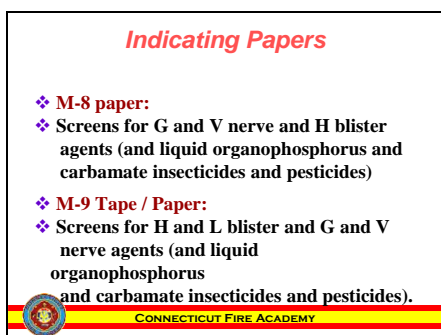 Indicating Papers
❖ M-8 paper:
❖ Screens for G and V nerve and H blister
agents (and liquid organophosphorus and
carbamate insecticides and pesticides)
❖ M-9 Tape / Paper:
❖ Screens for H and L blister and G and V
nerve agents (and liquid
organophosphorus
and carbamate insecticides and pesticides).
CONNECTICUT FIRE ACADEMY